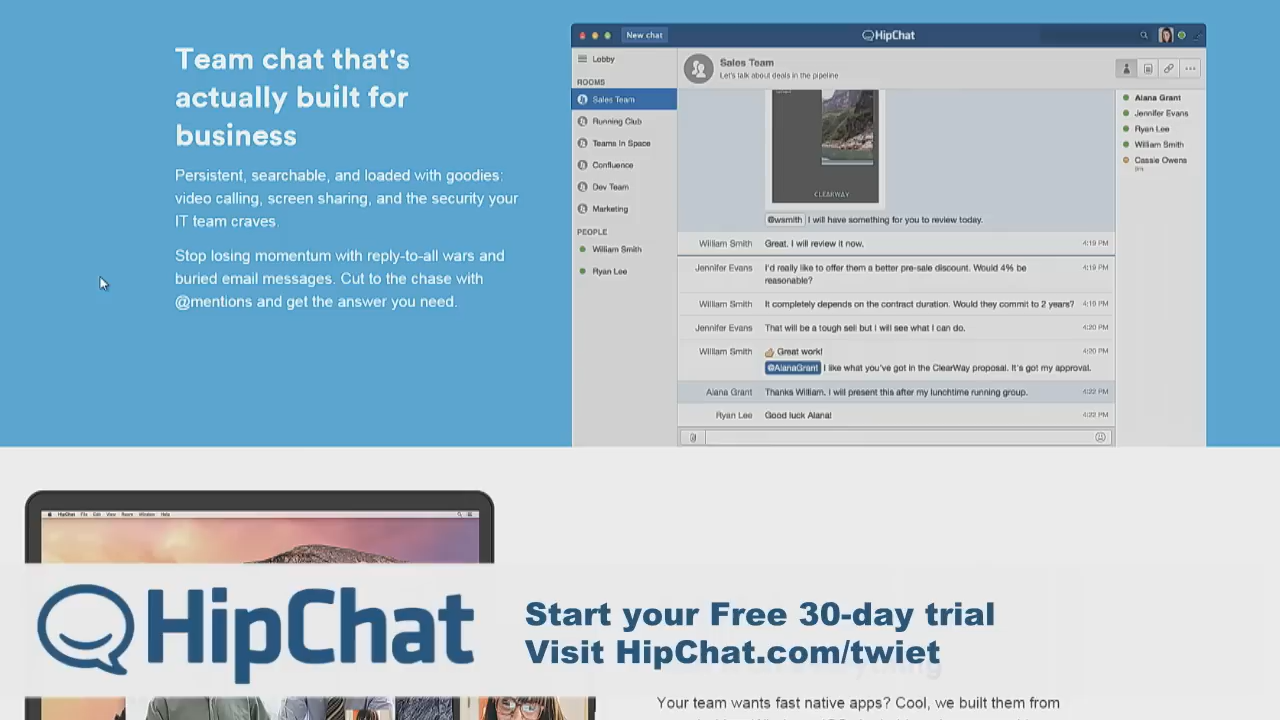 Team chat that's
actually built for
business
Persistent, searchable, and loaded with goodies:
video calling, screen sharing, and the security your
IT team craves.
Stop losing momentum with reply-to-all wars and
buried email messages. Cut to the chase with
@mentions and get the answer you need.
New chat
HipChat
Lobby
ROOMS
Sales Team
Running Club
Teams In Space
Confluence
Dev Team
Marketing
PEOPLE
William Smith
Ryan Lee
Sales Team
Let's talk about deals in the pipeline
CLEARWAY
@wsmith I will have something for you to review today.
William Smith Great. I will review it now. 4:19 PM
Jennifer Evans I'd really like to offer them a better pre-sale discount. Would 4% be 4:19 PM
reasonable?
William Smith It completely depends on the contract duration. Would they commit to 2 years? 4:19 PM
Jennifer Evans That will be a tough sell but I will see what I can do. 4:20 PM
William Smith Great work! 4:20 PM
@AlanaGrant I like what you've got in the ClearWay proposal. It's got my approval.
Alana Grant Thanks William. I will present this after my lunchtime running group. 4:22 PM
Ryan Lee Good luck Alana! 4:22 PM
Alana Grant
Jennifer Evans
Ryan Lee
William Smith
Cassie Owens
HipChat File Edit View Room Window Help
HipChat
Start your Free 30-day trial
Visit HipChat.com/twiet
Your team wants fast native apps? Cool, we built them from